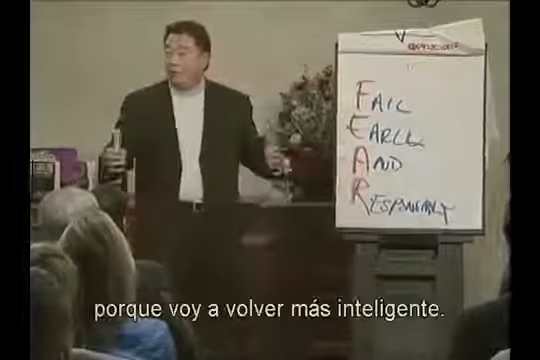 FAIL
EARLY
AND
RESPONSIBLY
porque voy a volver más inteligente.